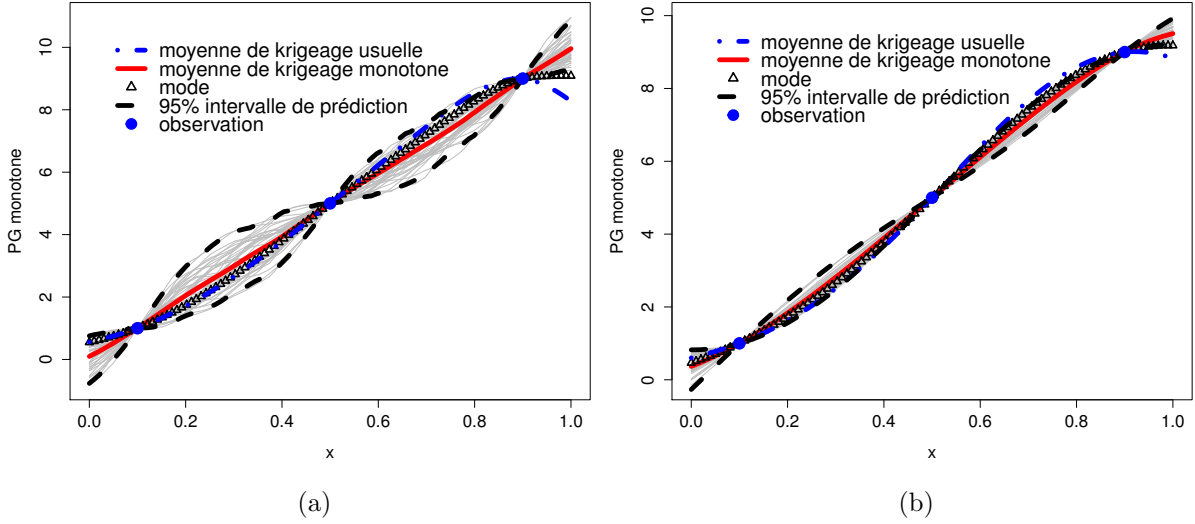 moyenne de krigeage usuelle
moyenne de krigeage monotone
mode
95% intervalle de prédiction
observation
PG monotone
0 2 4 6 8 10
0.0 0.2 0.4 0.6 0.8 1.0
x
(a)
moyenne de krigeage usuelle
moyenne de krigeage monotone
mode
95% intervalle de prédiction
observation
PG monotone
0 2 4 6 8 10
0.0 0.2 0.4 0.6 0.8 1.0
x
(b)